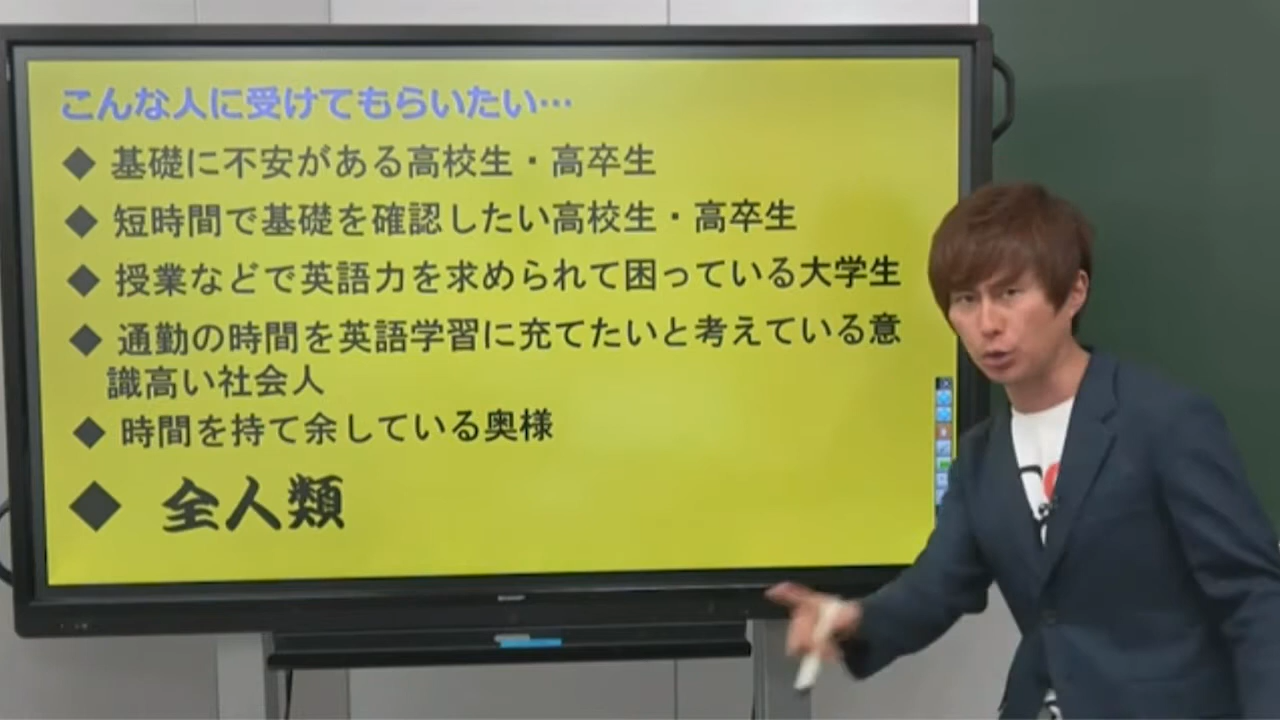 こんな人に受けてもらいたい…
◆ 基礎に不安がある高校生・高卒生
◆ 短時間で基礎を確認したい高校生・高卒生
◆ 授業などで英語力を求められて困っている大学生
◆ 通勤の時間を英語学習に充てたいと考えている意
識高い社会人
◆ 時間を持て余している奥様
◆ 全人類